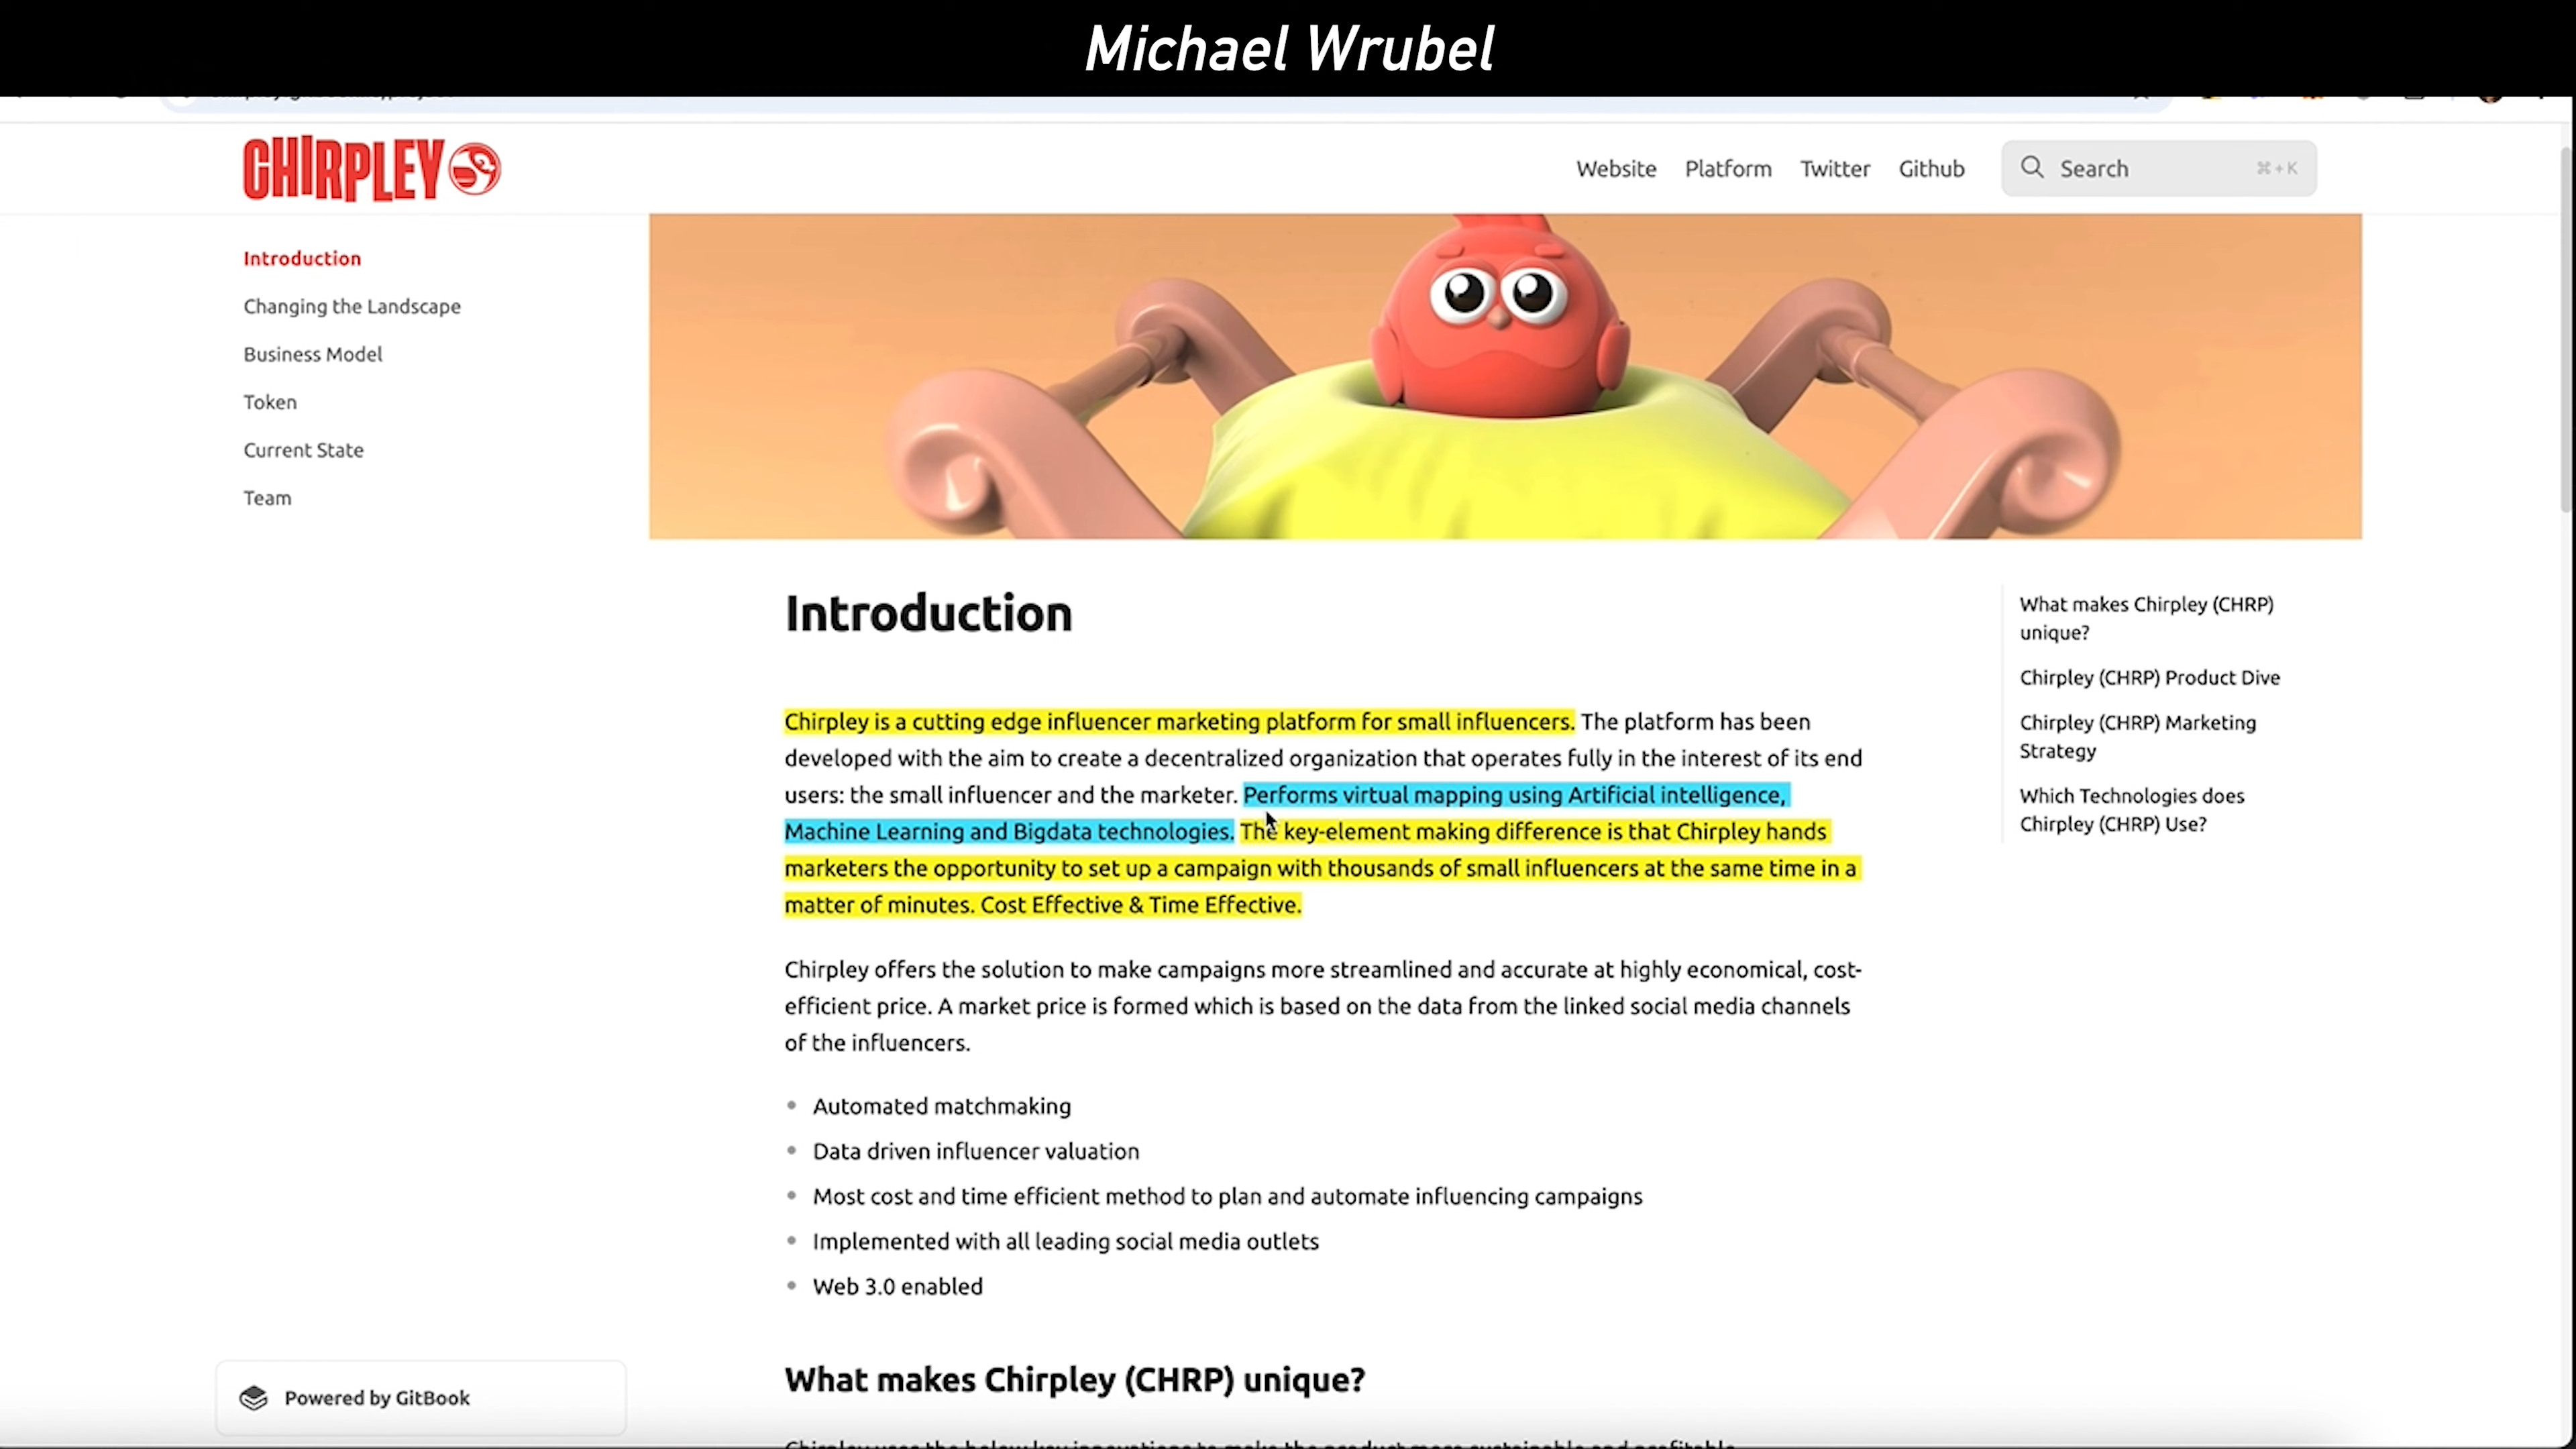 Michael Wrubel
CHIRPLEY
Website Platform Twitter Github Search ⌘+K
Introduction
Changing the Landscape
Business Model
Token
Current State
Team
Introduction
Chirpley is a cutting edge influencer marketing platform for small influencers. The platform has been
developed with the aim to create a decentralized organization that operates fully in the interest of its end
users: the small influencer and the marketer. Performs virtual mapping using Artificial intelligence,
Machine Learning and Bigdata technologies. The key-element making difference is that Chirpley hands
marketers the opportunity to set up a campaign with thousands of small influencers at the same time in a
matter of minutes. Cost Effective & Time Effective.
Chirpley offers the solution to make campaigns more streamlined and accurate at highly economical, cost-
efficient price. A market price is formed which is based on the data from the linked social media channels
of the influencers.
• Automated matchmaking
• Data driven influencer valuation
• Most cost and time efficient method to plan and automate influencing campaigns
• Implemented with all leading social media outlets
• Web 3.0 enabled
What makes Chirpley (CHRP) unique?
What makes Chirpley (CHRP)
unique?
Chirpley (CHRP) Product Dive
Chirpley (CHRP) Marketing
Strategy
Which Technologies does
Chirpley (CHRP) Use?
Powered by GitBook